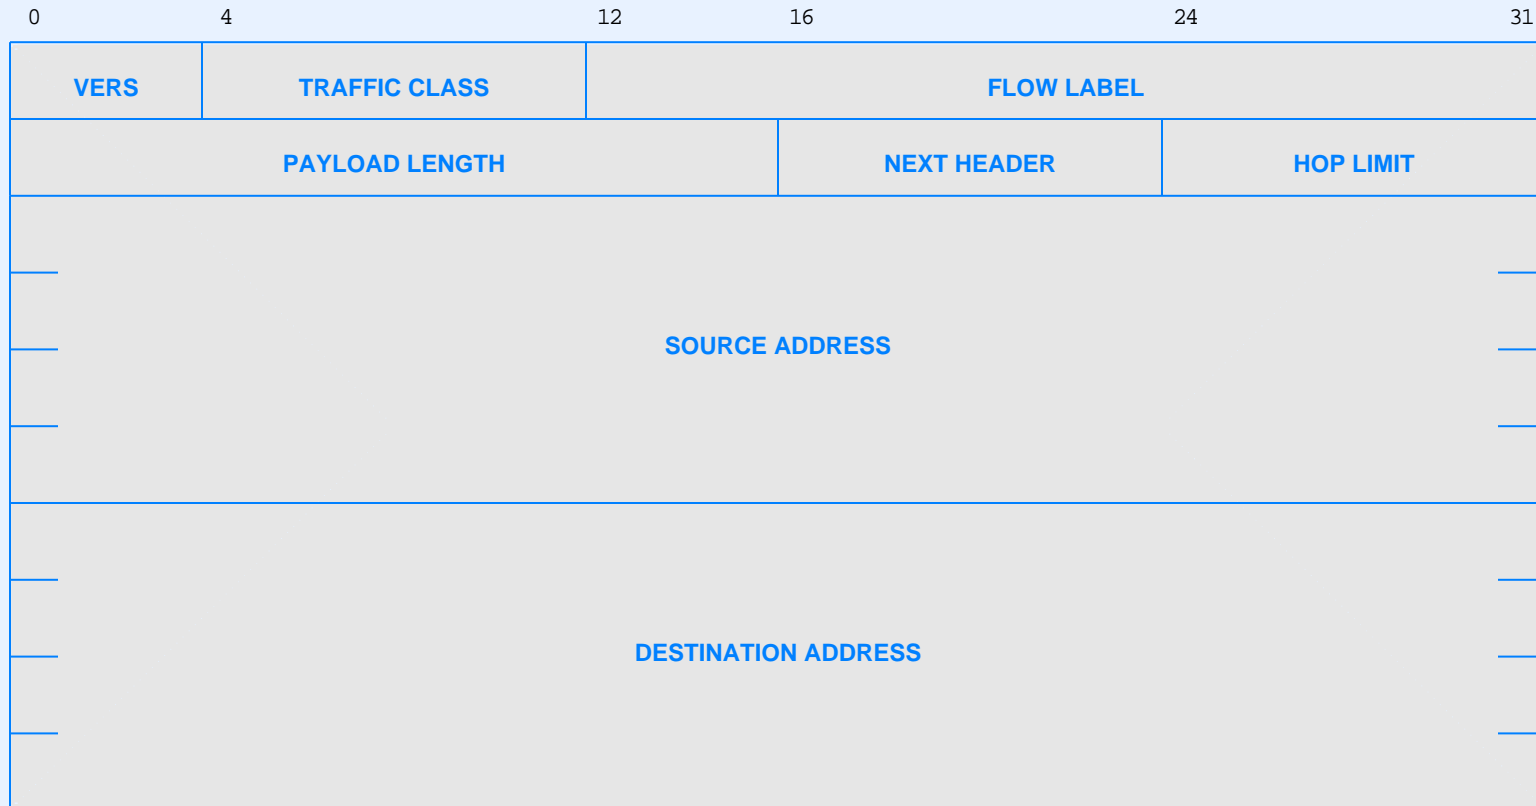 0 4 12 16 24 31
VERS TRAFFIC CLASS FLOW LABEL
PAYLOAD LENGTH NEXT HEADER HOP LIMIT
SOURCE ADDRESS
DESTINATION ADDRESS